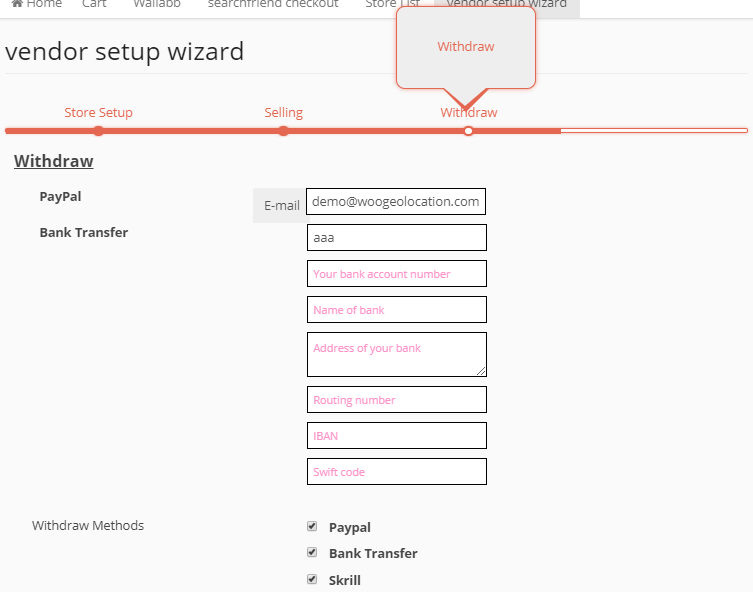 Home Cart Wallabb searchfriend checkout Store List vendor setup wizard
vendor setup wizard
Withdraw
Store Setup Selling Withdraw
Withdraw
PayPal E-mail demo@woogeolocation.com
Bank Transfer aaa
Your bank account number
Name of bank
Address of your bank
Routing number
IBAN
Swift code
Withdraw Methods Paypal
Bank Transfer
Skrill